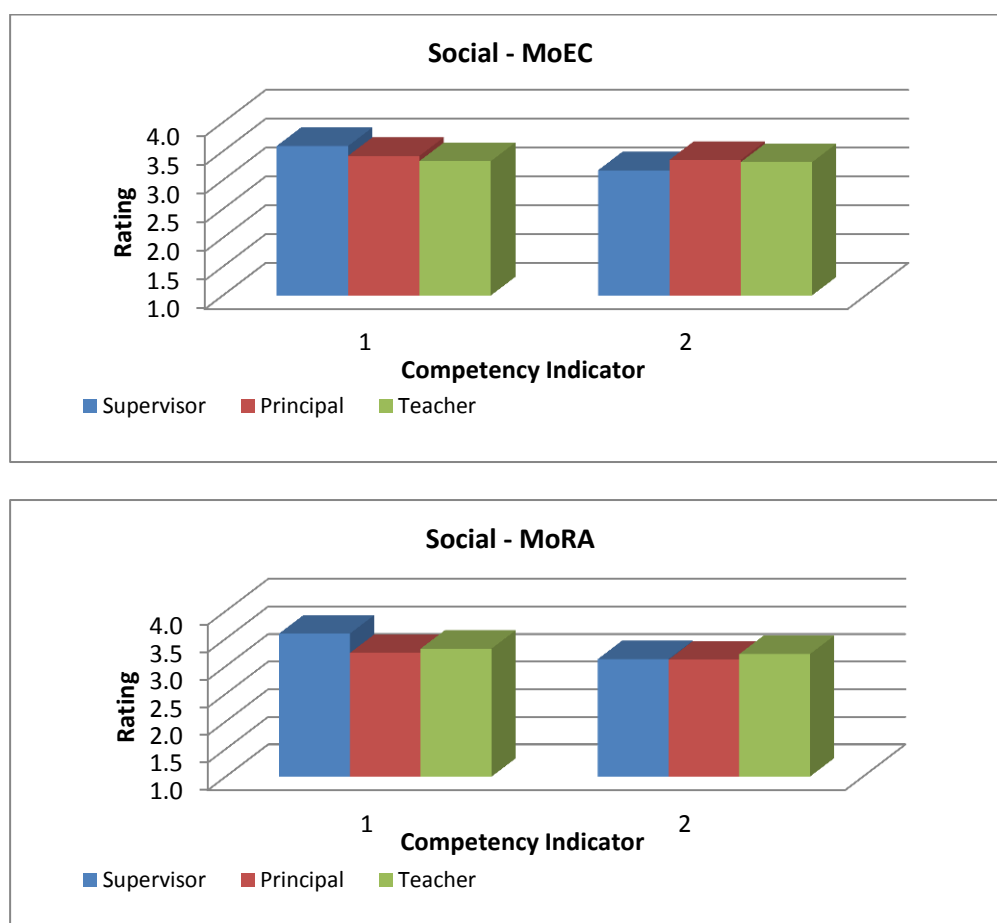 Social - MoEC
4.0
3.5
3.0
2.5
2.0
1.5
1.0
Rating
1 2
Competency Indicator
Supervisor Principal Teacher
Social - MoRA
4.0
3.5
3.0
2.5
2.0
1.5
1.0
Rating
1 2
Competency Indicator
Supervisor Principal Teacher